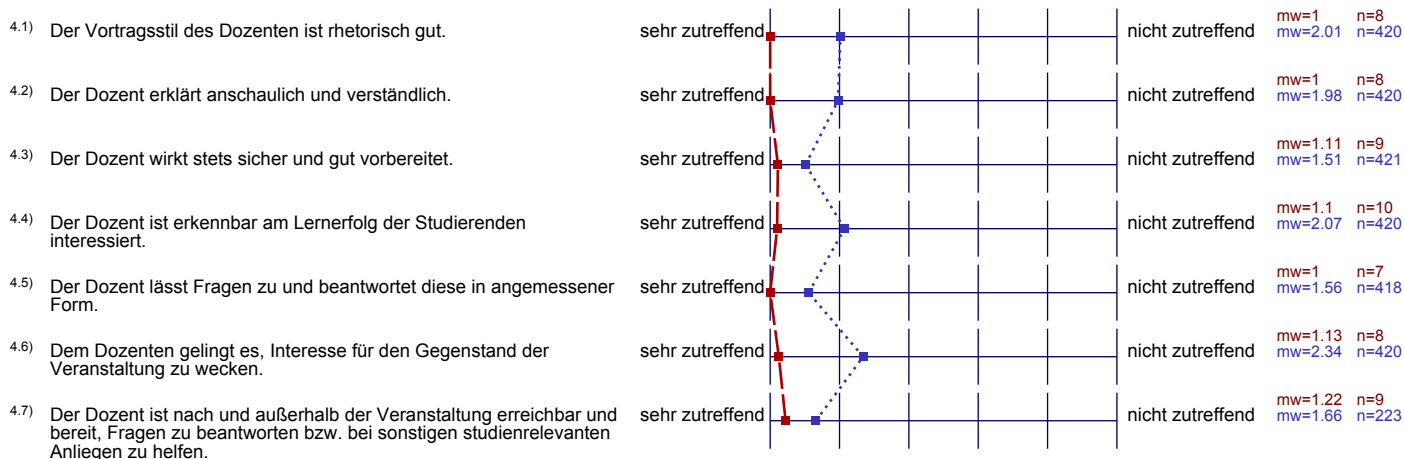 4.1) Der Vortragsstil des Dozenten ist rhetorisch gut. sehr zutreffend nicht zutreffend mw=1 n=8
mw=2.01 n=420
4.2) Der Dozent erklärt anschaulich und verständlich. sehr zutreffend nicht zutreffend mw=1 n=8
mw=1.98 n=420
4.3) Der Dozent wirkt stets sicher und gut vorbereitet. sehr zutreffend nicht zutreffend mw=1.11 n=9
mw=1.51 n=421
4.4) Der Dozent ist erkennbar am Lernerfolg der Studierenden sehr zutreffend nicht zutreffend mw=1.1 n=10
interessiert. mw=2.07 n=420
4.5) Der Dozent lässt Fragen zu und beantwortet diese in angemessener sehr zutreffend nicht zutreffend mw=1 n=7
Form. mw=1.56 n=418
4.6) Dem Dozenten gelingt es, Interesse für den Gegenstand der sehr zutreffend nicht zutreffend mw=1.13 n=8
Veranstaltung zu wecken. mw=2.34 n=420
4.7) Der Dozent ist nach und außerhalb der Veranstaltung erreichbar und sehr zutreffend nicht zutreffend mw=1.22 n=9
bereit, Fragen zu beantworten bzw. bei sonstigen studienrelevanten mw=1.66 n=223
Anliegen zu helfen.